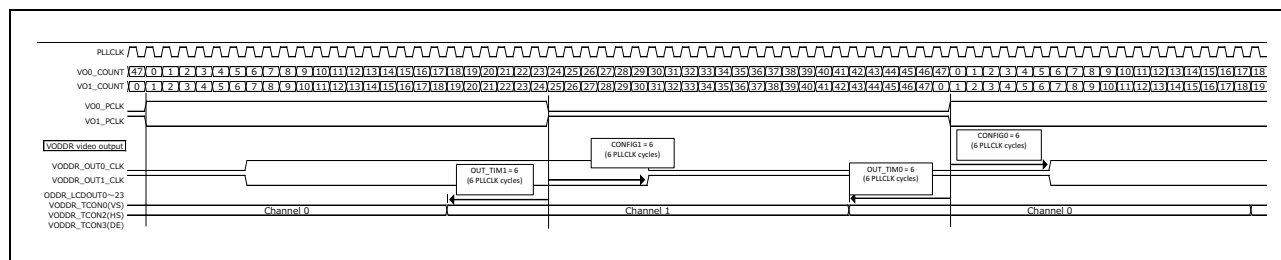 PLLCLK
VO0_COUNT 47 0 1 2 3 4 5 6 7 8 9 10 11 12 13 14 15 16 17 18 19 20 21 22 23 24 25 26 27 28 29 30 31 32 33 34 35 36 37 38 39 40 41 42 43 44 45 46 47 0 1 2 3 4 5 6 7 8 9 10 11 12 13 14 15 16 17 18
VO1_COUNT 0 1 2 3 4 5 6 7 8 9 10 11 12 13 14 15 16 17 18 19 20 21 22 23 24 25 26 27 28 29 30 31 32 33 34 35 36 37 38 39 40 41 42 43 44 45 46 47 0 1 2 3 4 5 6 7 8 9 10 11 12 13 14 15 16 17 18 19
VO0_PCLK
VO1_PCLK
VODDR video output
CONFIG1 = 6
(6 PLLCLK cycles)
CONFIG0 = 6
(6 PLLCLK cycles)
VODDR_OUT0_CLK
VODDR_OUT1_CLK
OUT_TIM1 = 6
(6 PLLCLK cycles)
OUT_TIM0 = 6
(6 PLLCLK cycles)
ODDR_LCDOUT0~23
VODDR_TCON0(VS)
VODDR_TCON2(HS)
VODDR_TCON3(DE)
Channel 0
Channel 1
Channel 0